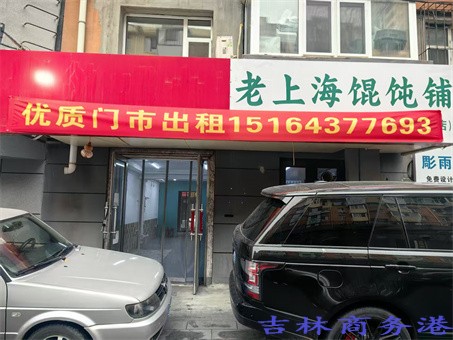 老上海馄饨铺
优质门市出租15164377693
店)
彫雨
免费设计
吉林商务港